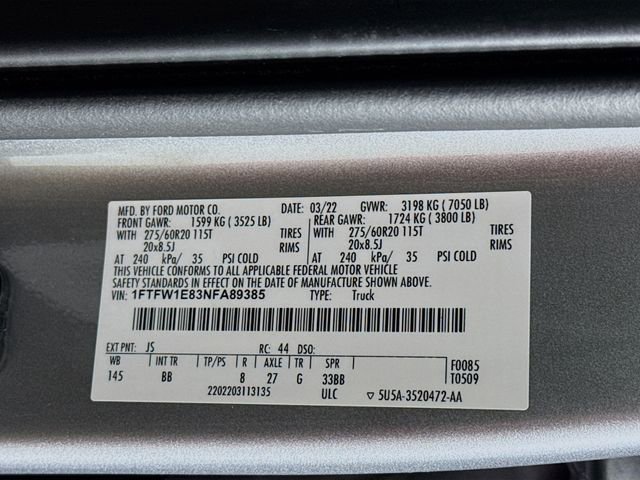 MFD. BY FORD MOTOR CO. DATE: 03/22 GVWR: 3198 KG ( 7050 LB)
FRONT GAWR: 1599 KG ( 3525 LB) REAR GAWR: 1724 KG ( 3800 LB)
WITH 275/60R20 115T TIRES WITH 275/60R20 115T TIRES
20x8.5J RIMS 20x8.5J RIMS
AT 240 kPa/ 35 PSI COLD AT 240 kPa/ 35 PSI COLD
THIS VEHICLE CONFORMS TO ALL APPLICABLE FEDERAL MOTOR VEHICLE
SAFETY STANDARDS IN EFFECT ON THE DATE OF MANUFACTURE SHOWN ABOVE.
VIN: 1FTFW1E83NFA89385 TYPE: Truck
EXT PNT: JS RC: 44 DSO: F0085
WB INT TR TP/PS R AXLE TR SPR T0509
145 BB 8 27 G 33BB
2202203113135 ULC 5U5A-3520472-AA